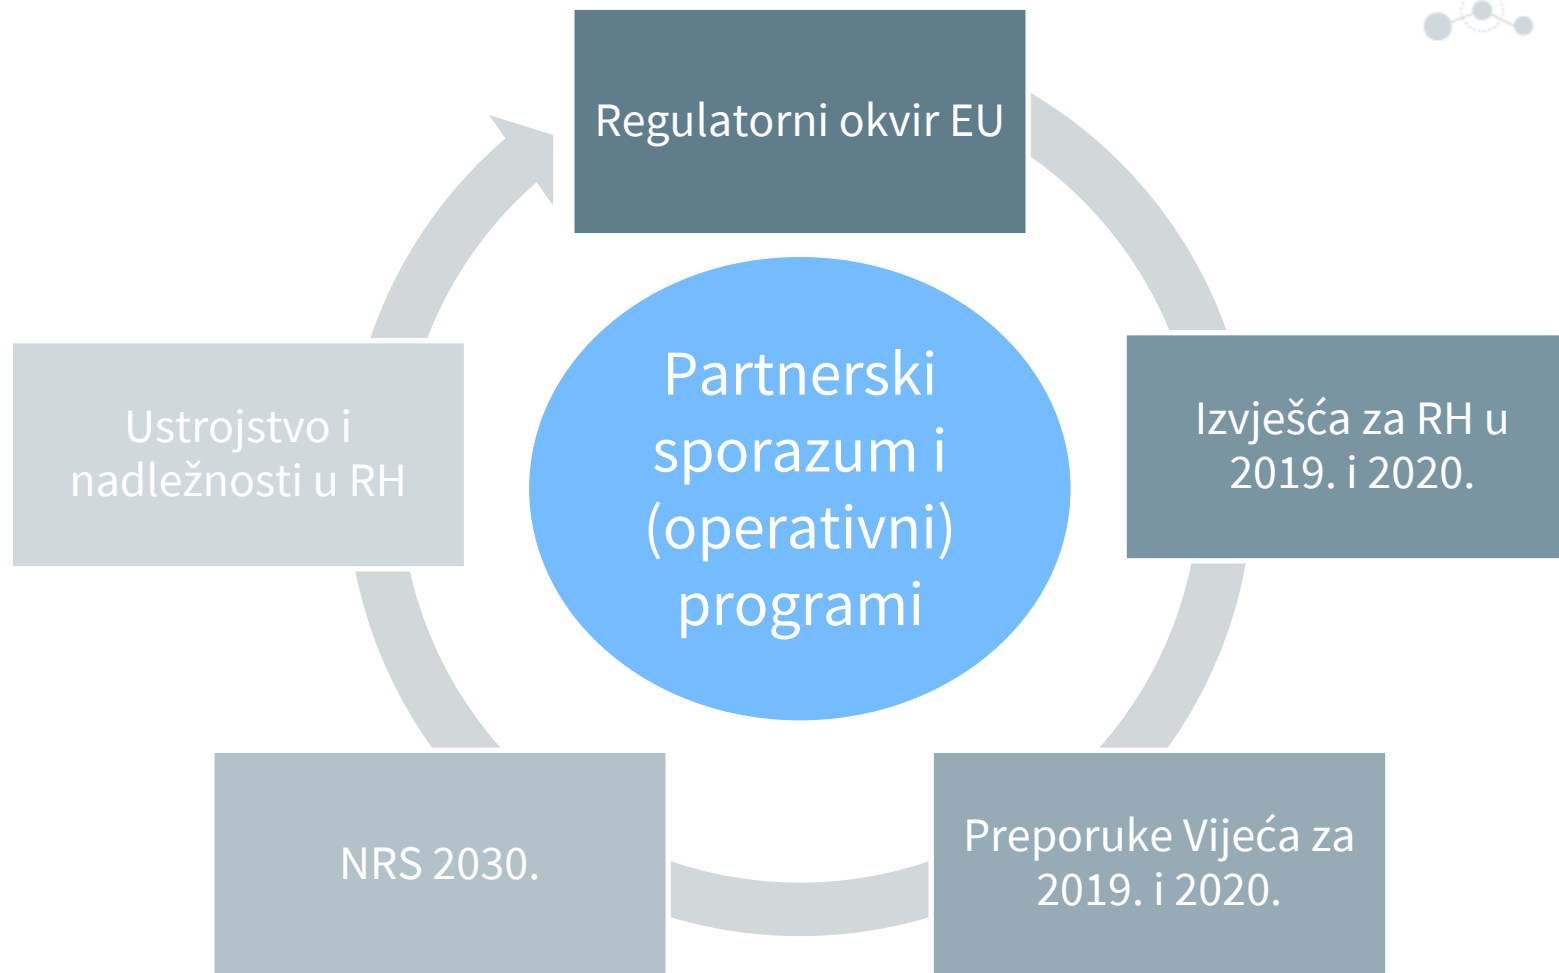 Regulatorni okvir EU
Izvješća za RH u
2019. i 2020.
Preporuke Vijeća za
2019. i 2020.
NRS 2030.
Ustrojstvo i
nadležnosti u RH
Partnerski
sporazum i
(operativni)
programi